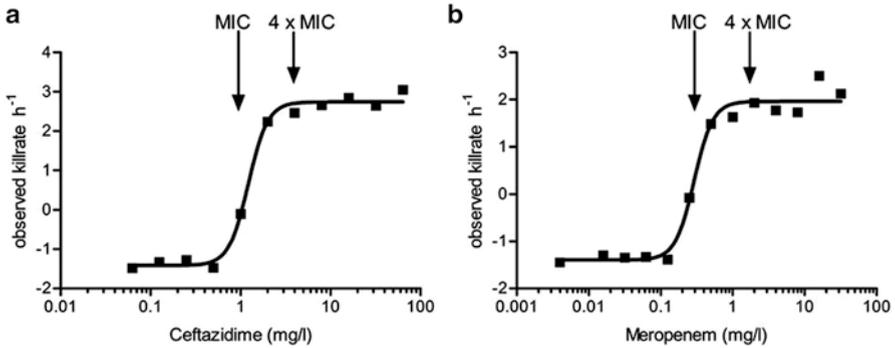 a
MIC 4 x MIC
4
3
2
1
0
-1
-2
observed killrate h-1
0.01 0.1 1 10 100
Ceftazidime (mg/l)
b
MIC 4 x MIC
3
2
1
0
-1
-2
observed killrate h-1
0.001 0.01 0.1 1 10 100
Meropenem (mg/l)